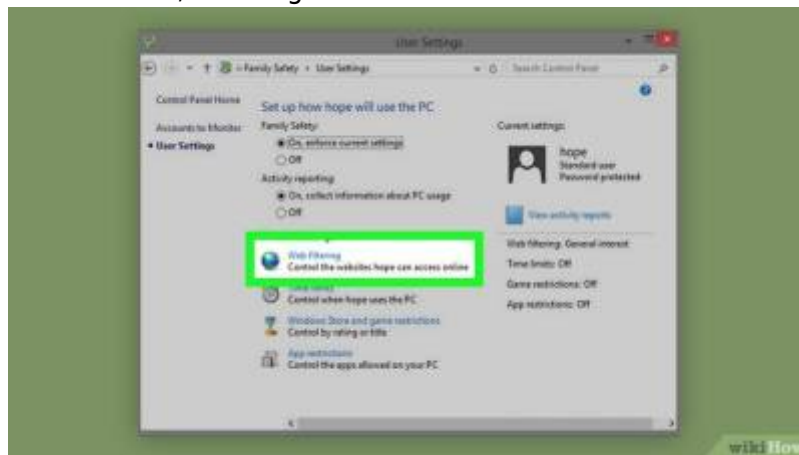 User Settings
Family Safety User Settings
Search Control Panel
Control Panel Home
Accounts to Monitor
User Settings
Set up how hope will use the PC
Family Safety:
On, enforce current settings
Off
Activity reporting:
On, collect information about PC usage
Off
Web filtering
Control the websites hope can access online
Time limits
Control when hope uses the PC
Windows Store and game restrictions
Control by rating or title
App restrictions
Control the apps allowed on your PC
Current settings:
hope
Standard user
Password protected
View activity reports
Web filtering: General interest
Time limits: Off
Game restrictions: Off
App restrictions: Off
wikiHow